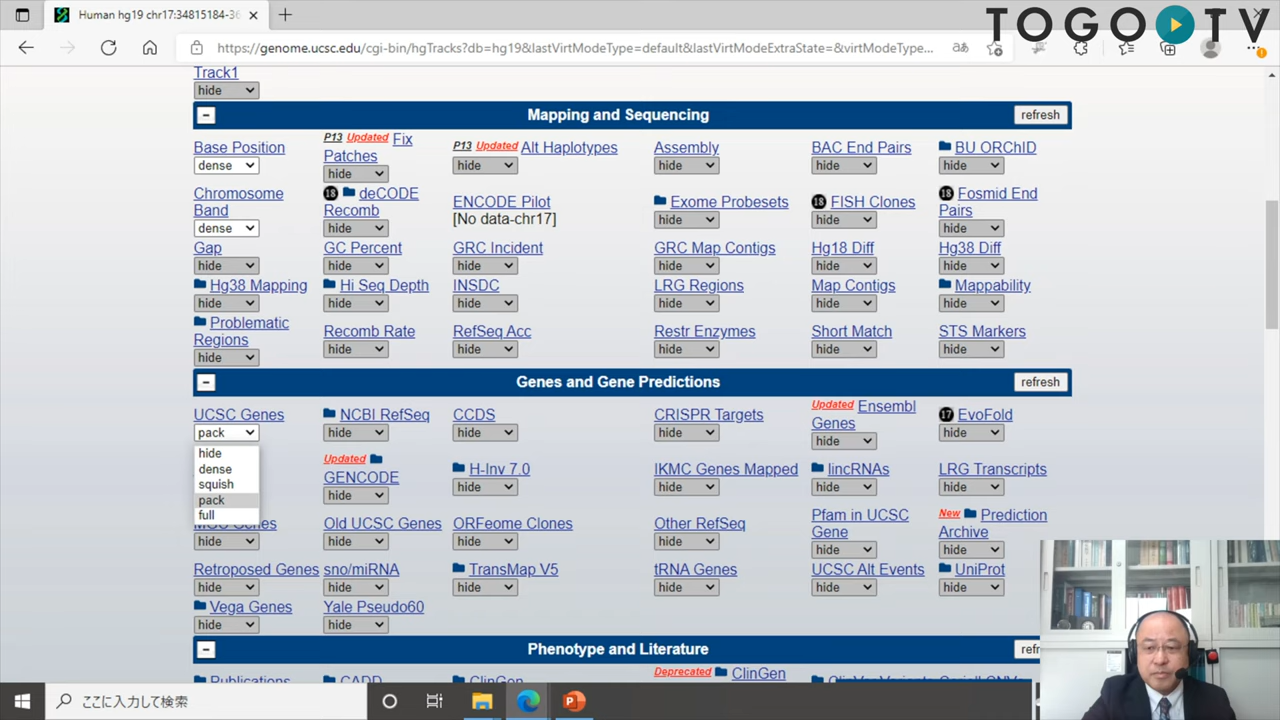 Human hg19 chr17:34815184-36
TOGO TV
https://genome.ucsc.edu/cgi-bin/hgTracks?db=hg19&lastVirtModeType=default&lastVirtModeExtraState=&virtModeType...
Track1
hide
Mapping and Sequencing
refresh
Base Position
dense
P13 Updated Fix Patches
hide
P13 Updated Alt Haplotypes
hide
Assembly
hide
BAC End Pairs
hide
BU ORChID
hide
Chromosome Band
dense
18 deCODE Recomb
hide
ENCODE Pilot
[No data-chr17]
Exome Probesets
hide
18 FISH Clones
hide
18 Fosmid End Pairs
hide
Gap
hide
GC Percent
hide
GRC Incident
hide
GRC Map Contigs
hide
Hg18 Diff
hide
Hg38 Diff
hide
Hg38 Mapping
hide
Hi Seq Depth
hide
INSDC
hide
LRG Regions
hide
Map Contigs
hide
Mappability
hide
Problematic Regions
hide
Recomb Rate
hide
RefSeq Acc
hide
Restr Enzymes
hide
Short Match
hide
STS Markers
hide
Genes and Gene Predictions
refresh
UCSC Genes
pack
hide
dense
squish
pack
full
NCBI RefSeq
hide
CCDS
hide
CRISPR Targets
hide
Updated Ensembl Genes
hide
17 EvoFold
hide
Updated
GENCODE
hide
H-Inv 7.0
hide
IKMC Genes Mapped
hide
lincRNAs
hide
LRG Transcripts
hide
MGC Genes
hide
Old UCSC Genes
hide
ORFeome Clones
hide
Other RefSeq
hide
Pfam in UCSC Gene
hide
New Prediction Archive
hide
Retroposed Genes
hide
sno/miRNA
hide
TransMap V5
hide
tRNA Genes
hide
UCSC Alt Events
hide
UniProt
hide
Vega Genes
hide
Yale Pseudo60
hide
Phenotype and Literature
refr
Publications
CADD
ClinGen
Deprecated ClinGen
ここに入力して検索